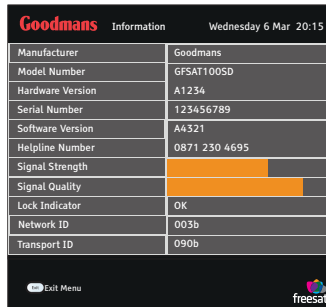 Goodmans Information Wednesday 6 Mar 20:15
Manufacturer Goodmans
Model Number GFSAT100SD
Hardware Version A1234
Serial Number 123456789
Software Version A4321
Helpline Number 0871 230 4695
Signal Strength
Signal Quality
Lock Indicator OK
Network ID 003b
Transport ID 090b
Exit Exit Menu
freesat